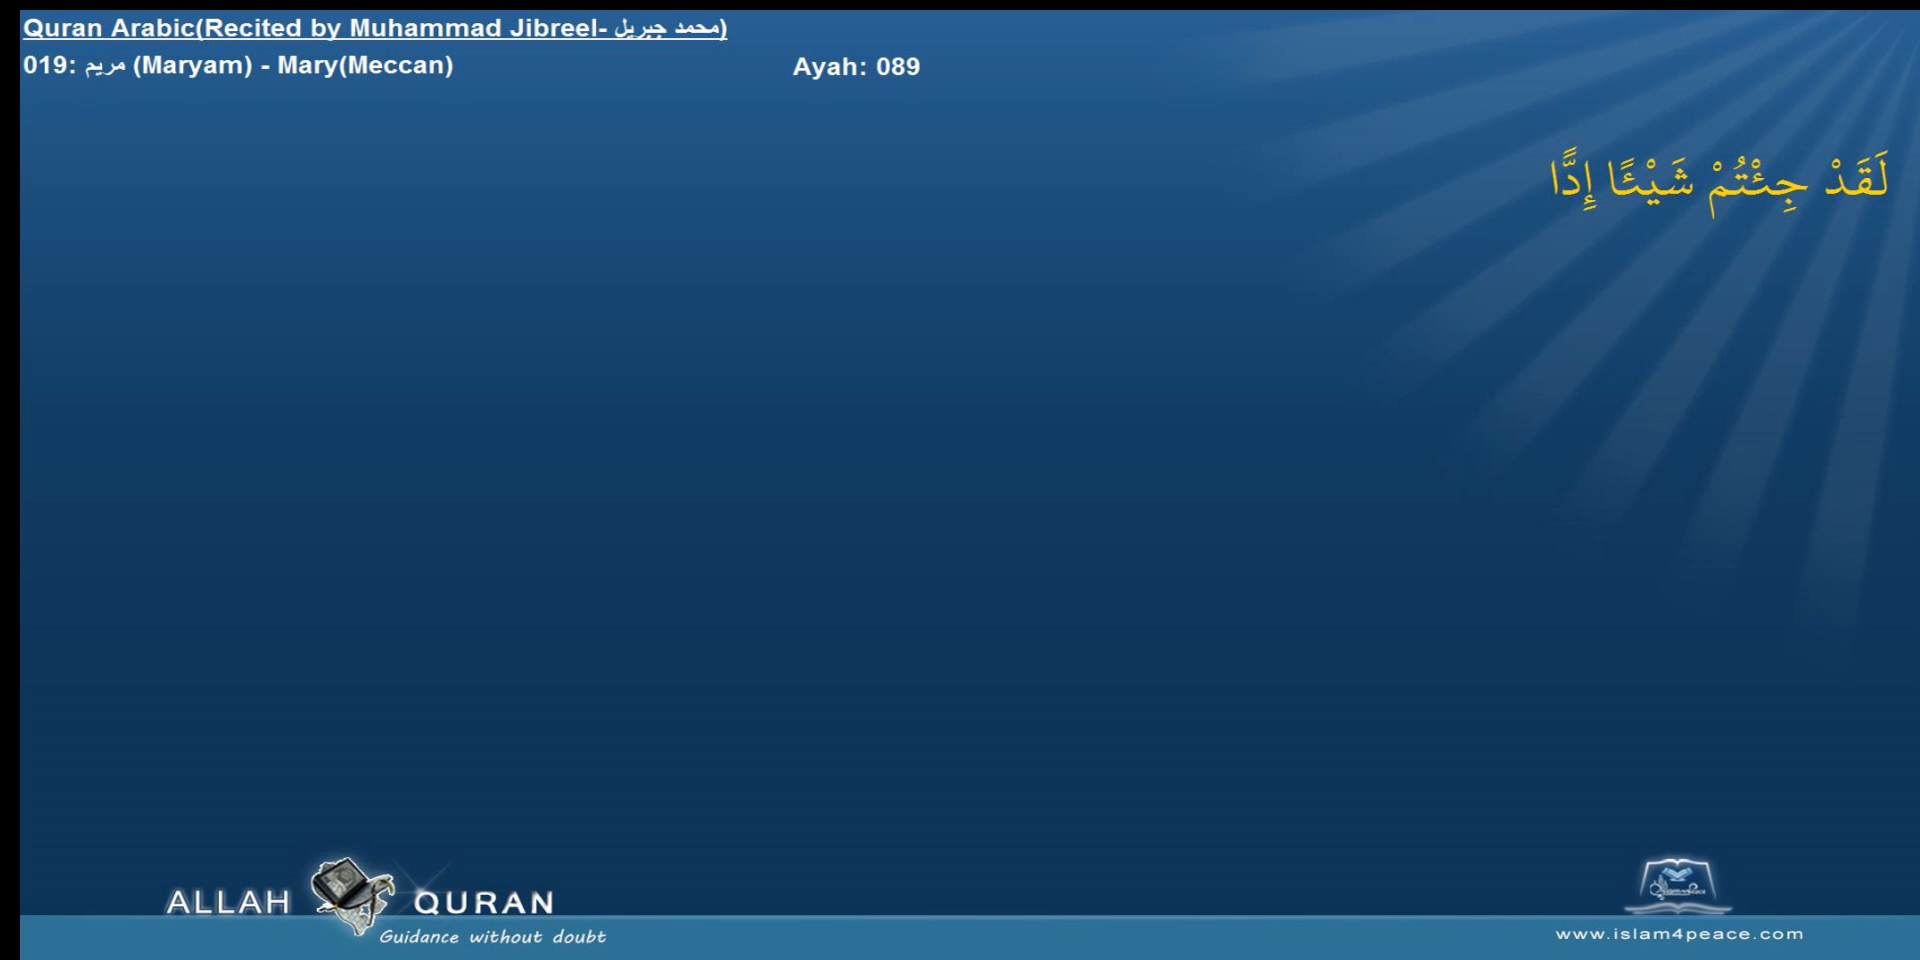 Quran Arabic(Recited by Muhammad Jibreel- محمد جبريل)
019: مريم (Maryam) - Mary(Meccan)
Ayah: 089
لَقَدْ جِئْتُمْ شَيْئًا إِدًّا
ALLAH QURAN
Guidance without doubt
www.islam4peace.com